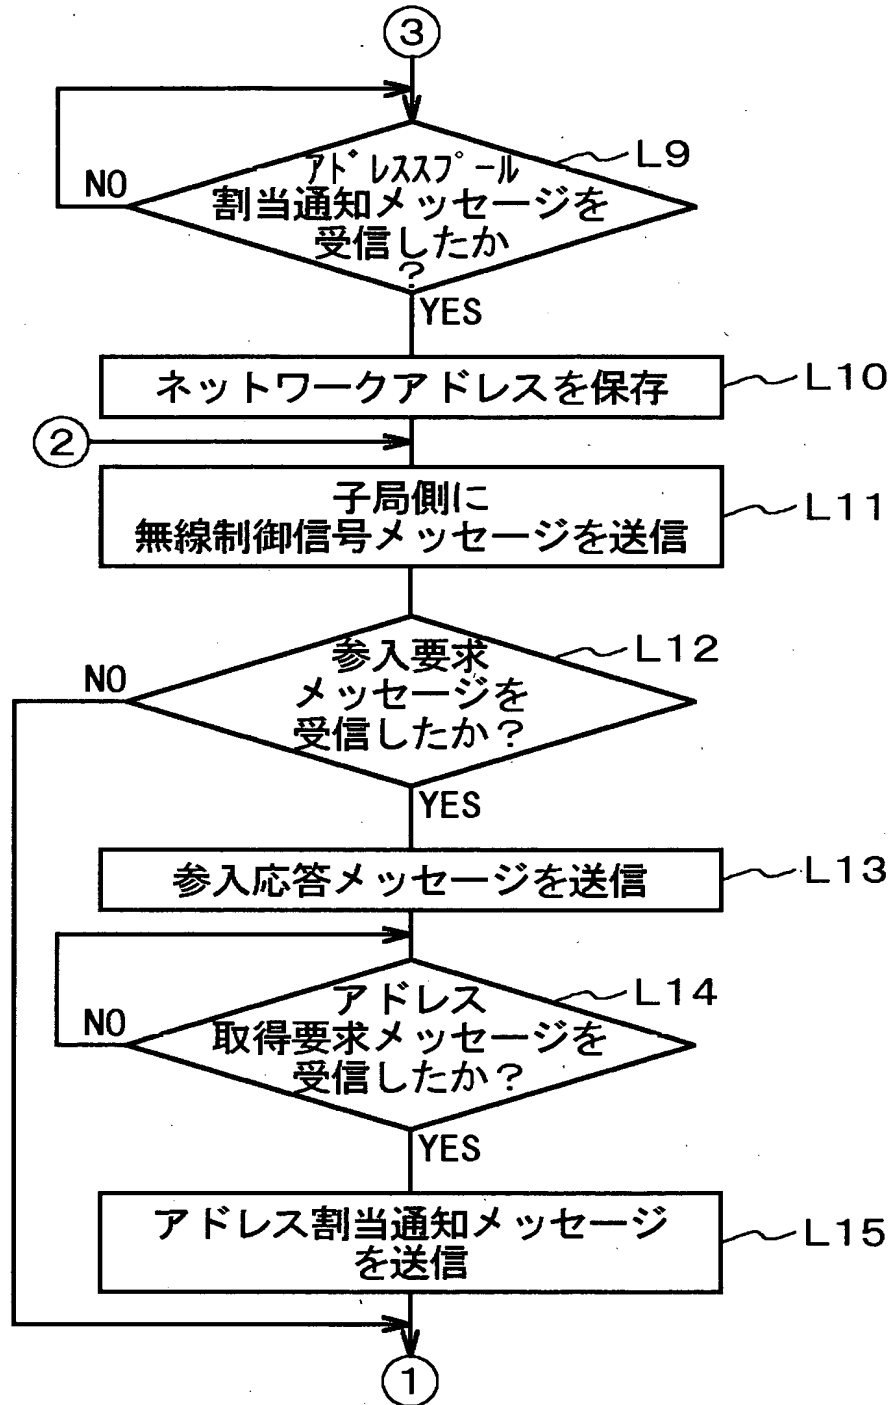 ③
L9
アドレススプール
NO
割当通知メッセージを
受信したか
?
YES
ネットワークアドレスを保存
L10
②
子局側に
無線制御信号メッセージを送信
L11
参入要求
メッセージを
受信したか?
L12
NO
YES
参入応答メッセージを送信
L13
アドレス
取得要求メッセージを
受信したか?
L14
NO
YES
アドレス割当通知メッセージ
を送信
L15
①